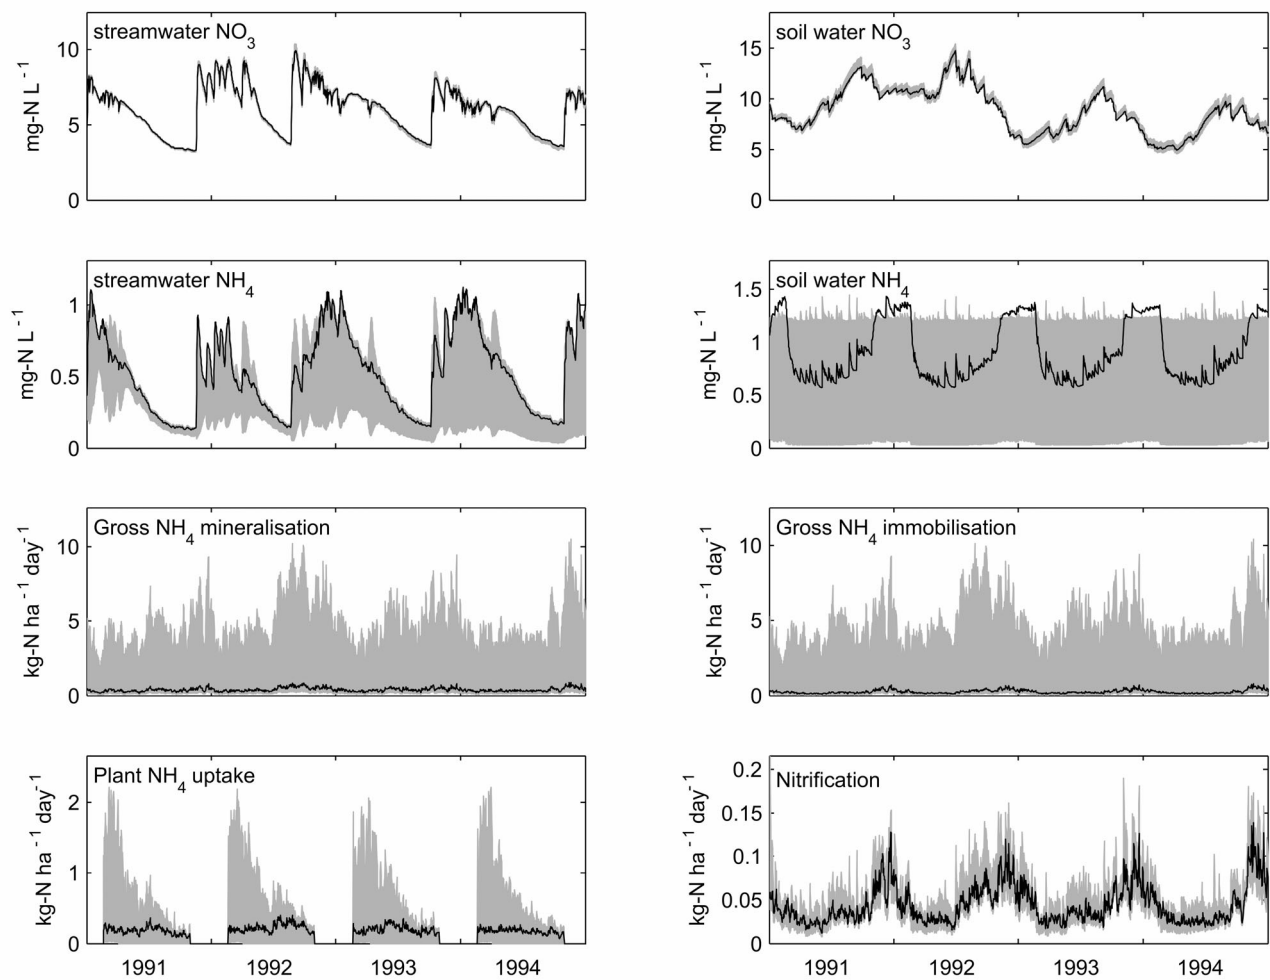 streamwater NO3
mg-N L-1
10
5
0
soil water NO3
mg-N L-1
15
10
5
0
streamwater NH4
mg-N L-1
1
0.5
0
soil water NH4
mg-N L-1
1.5
1
0.5
0
Gross NH4 mineralisation
kg-N ha-1 day-1
10
5
0
Gross NH4 immobilisation
kg-N ha-1 day-1
10
5
0
Plant NH4 uptake
kg-N ha-1 day-1
2
1
0
1991 1992 1993 1994
Nitrification
kg-N ha-1 day-1
0.2
0.15
0.1
0.05
0
1991 1992 1993 1994